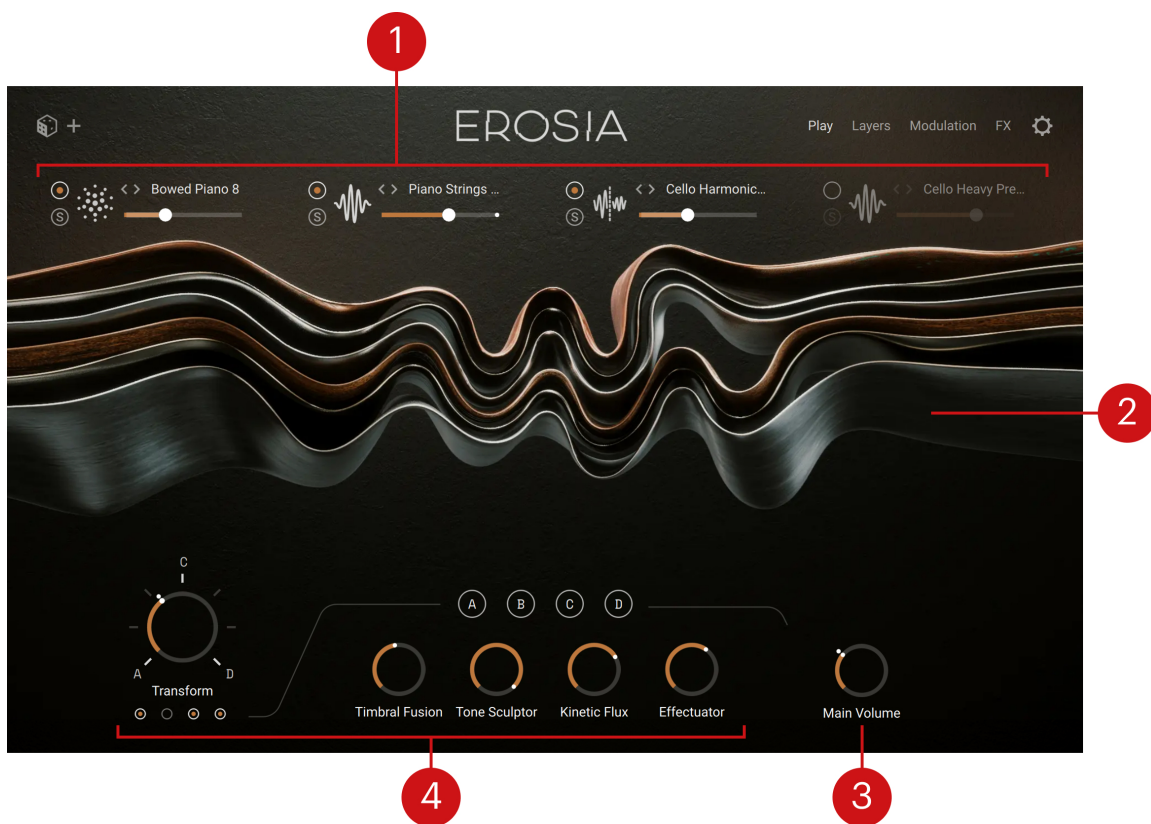 1
EROSIA
Play Layers Modulation FX
Bowed Piano 8 Piano Strings ... Cello Harmonic... Cello Heavy Pre...
S S S S
2
C
A B C D
A D
Transform
Timbral Fusion Tone Sculptor Kinetic Flux Effectuator Main Volume
4 3